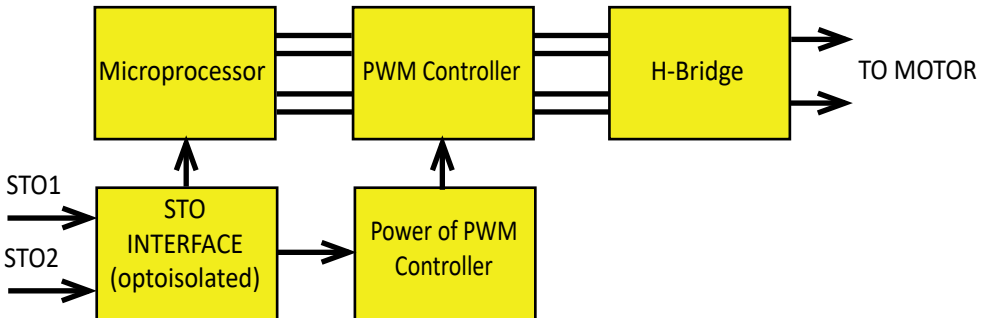 Microprocessor
PWM Controller
H-Bridge
TO MOTOR
STO1
STO2
STO
INTERFACE
(optoisolated)
Power of PWM
Controller